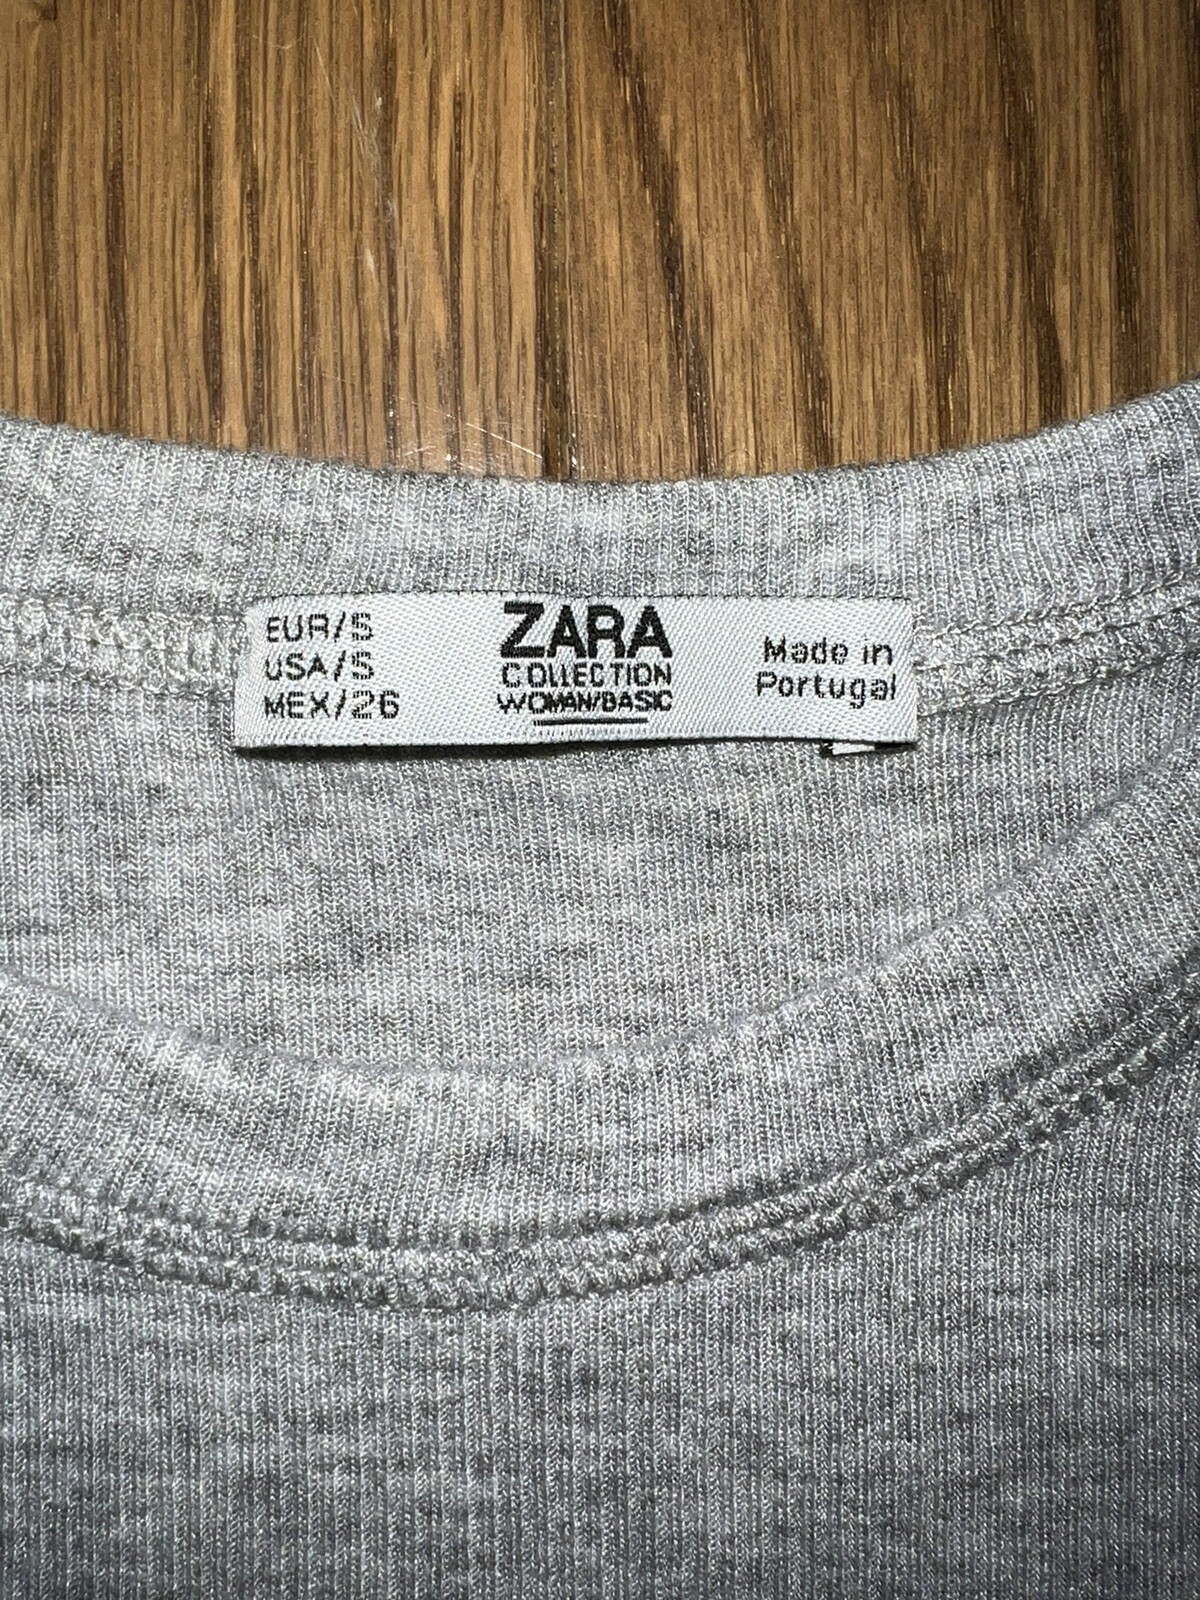 EUR/S
USA/S
MEX/26
ZARA
COLLECTION
WOMAN/BASIC
Made in
Portugal